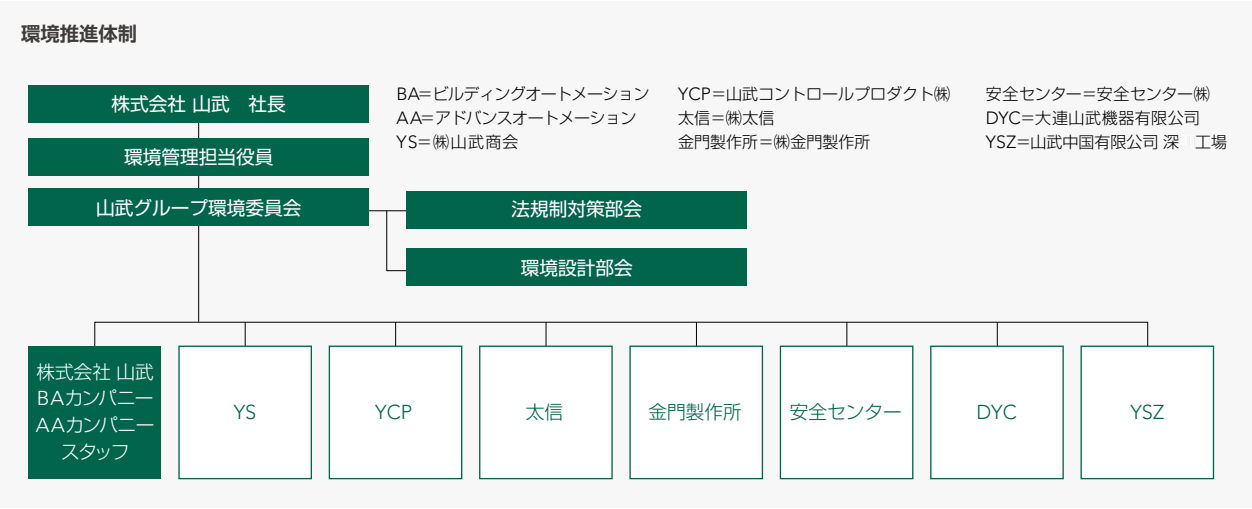 環境推進体制
株式会社 山武　社長
環境管理担当役員
山武グループ環境委員会
法規制対策部会
環境設計部会
BA=ビルディングオートメーション
AA=アドバンスオートメーション
YS=㈱山武商会
YCP=山武コントロールプロダクト㈱
太信=㈱太信
金門製作所=㈱金門製作所
安全センター=安全センター㈱
DYC=大連山武機器有限公司
YSZ=山武中国有限公司 深 工場
株式会社 山武
BAカンパニー
AAカンパニー
スタッフ
YS
YCP
太信
金門製作所
安全センター
DYC
YSZ